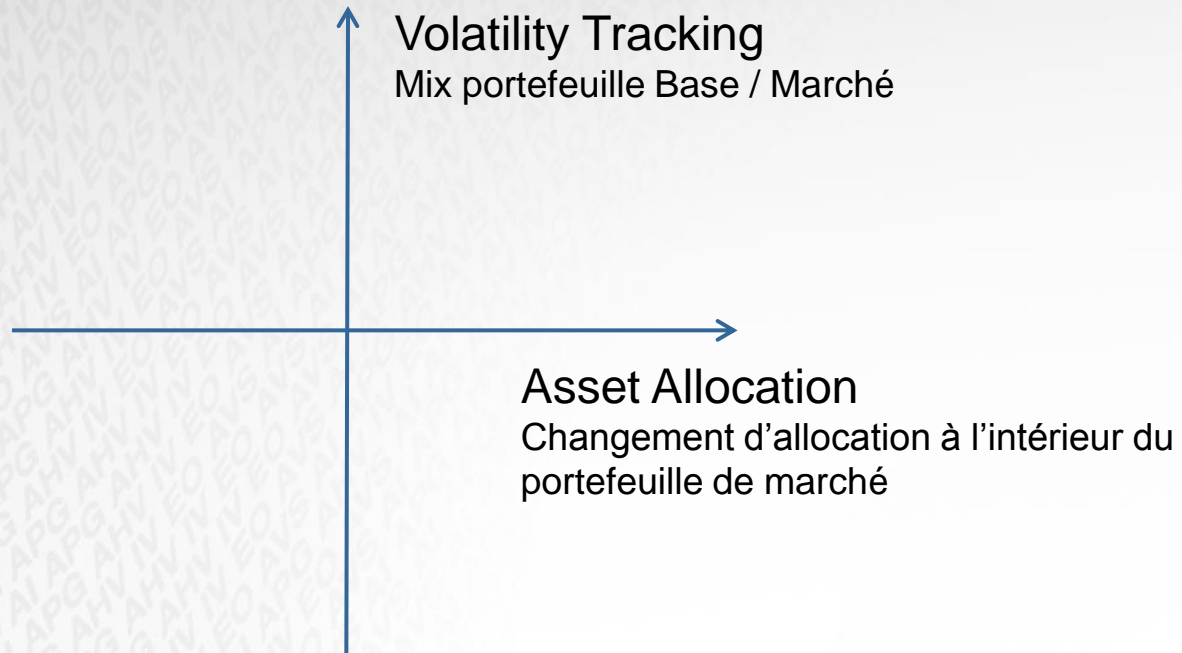 Volatility Tracking
Mix portefeuille Base / Marché
Asset Allocation
Changement d’allocation à l’intérieur du
portefeuille de marché